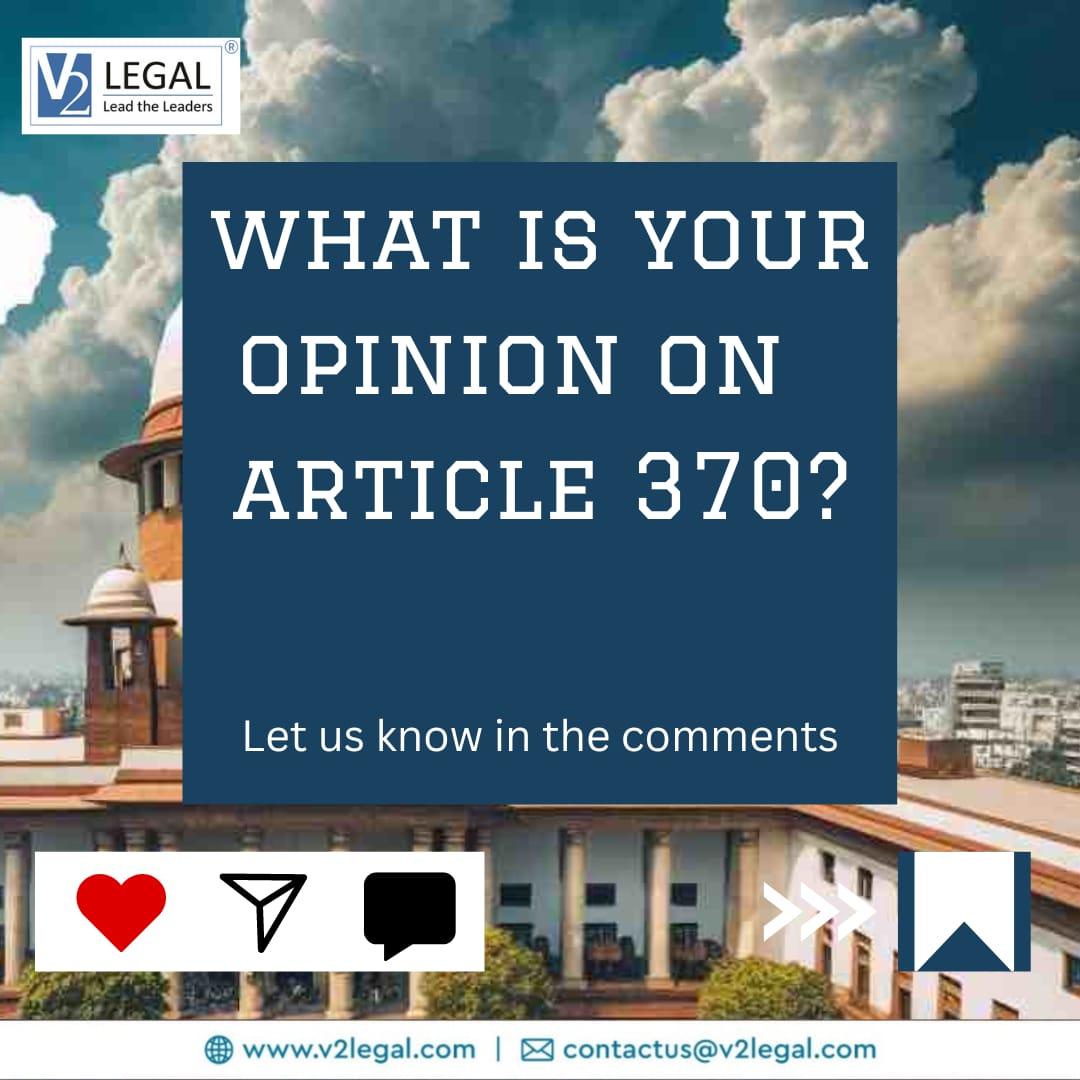 V2 LEGAL ®
Lead the Leaders
WHAT IS YOUR
OPINION ON
ARTICLE 370?
Let us know in the comments
www.v2legal.com | contactus@v2legal.com